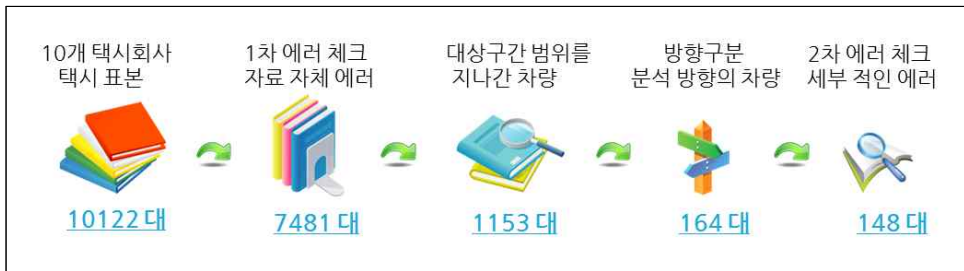 10개 택시회사
택시 표본
10122 대
1차 에러 체크
자료 자체 에러
7481 대
대상구간 범위를
지나간 차량
1153 대
방향구분
분석 방향의 차량
164 대
2차 에러 체크
세부 적인 에러
148 대